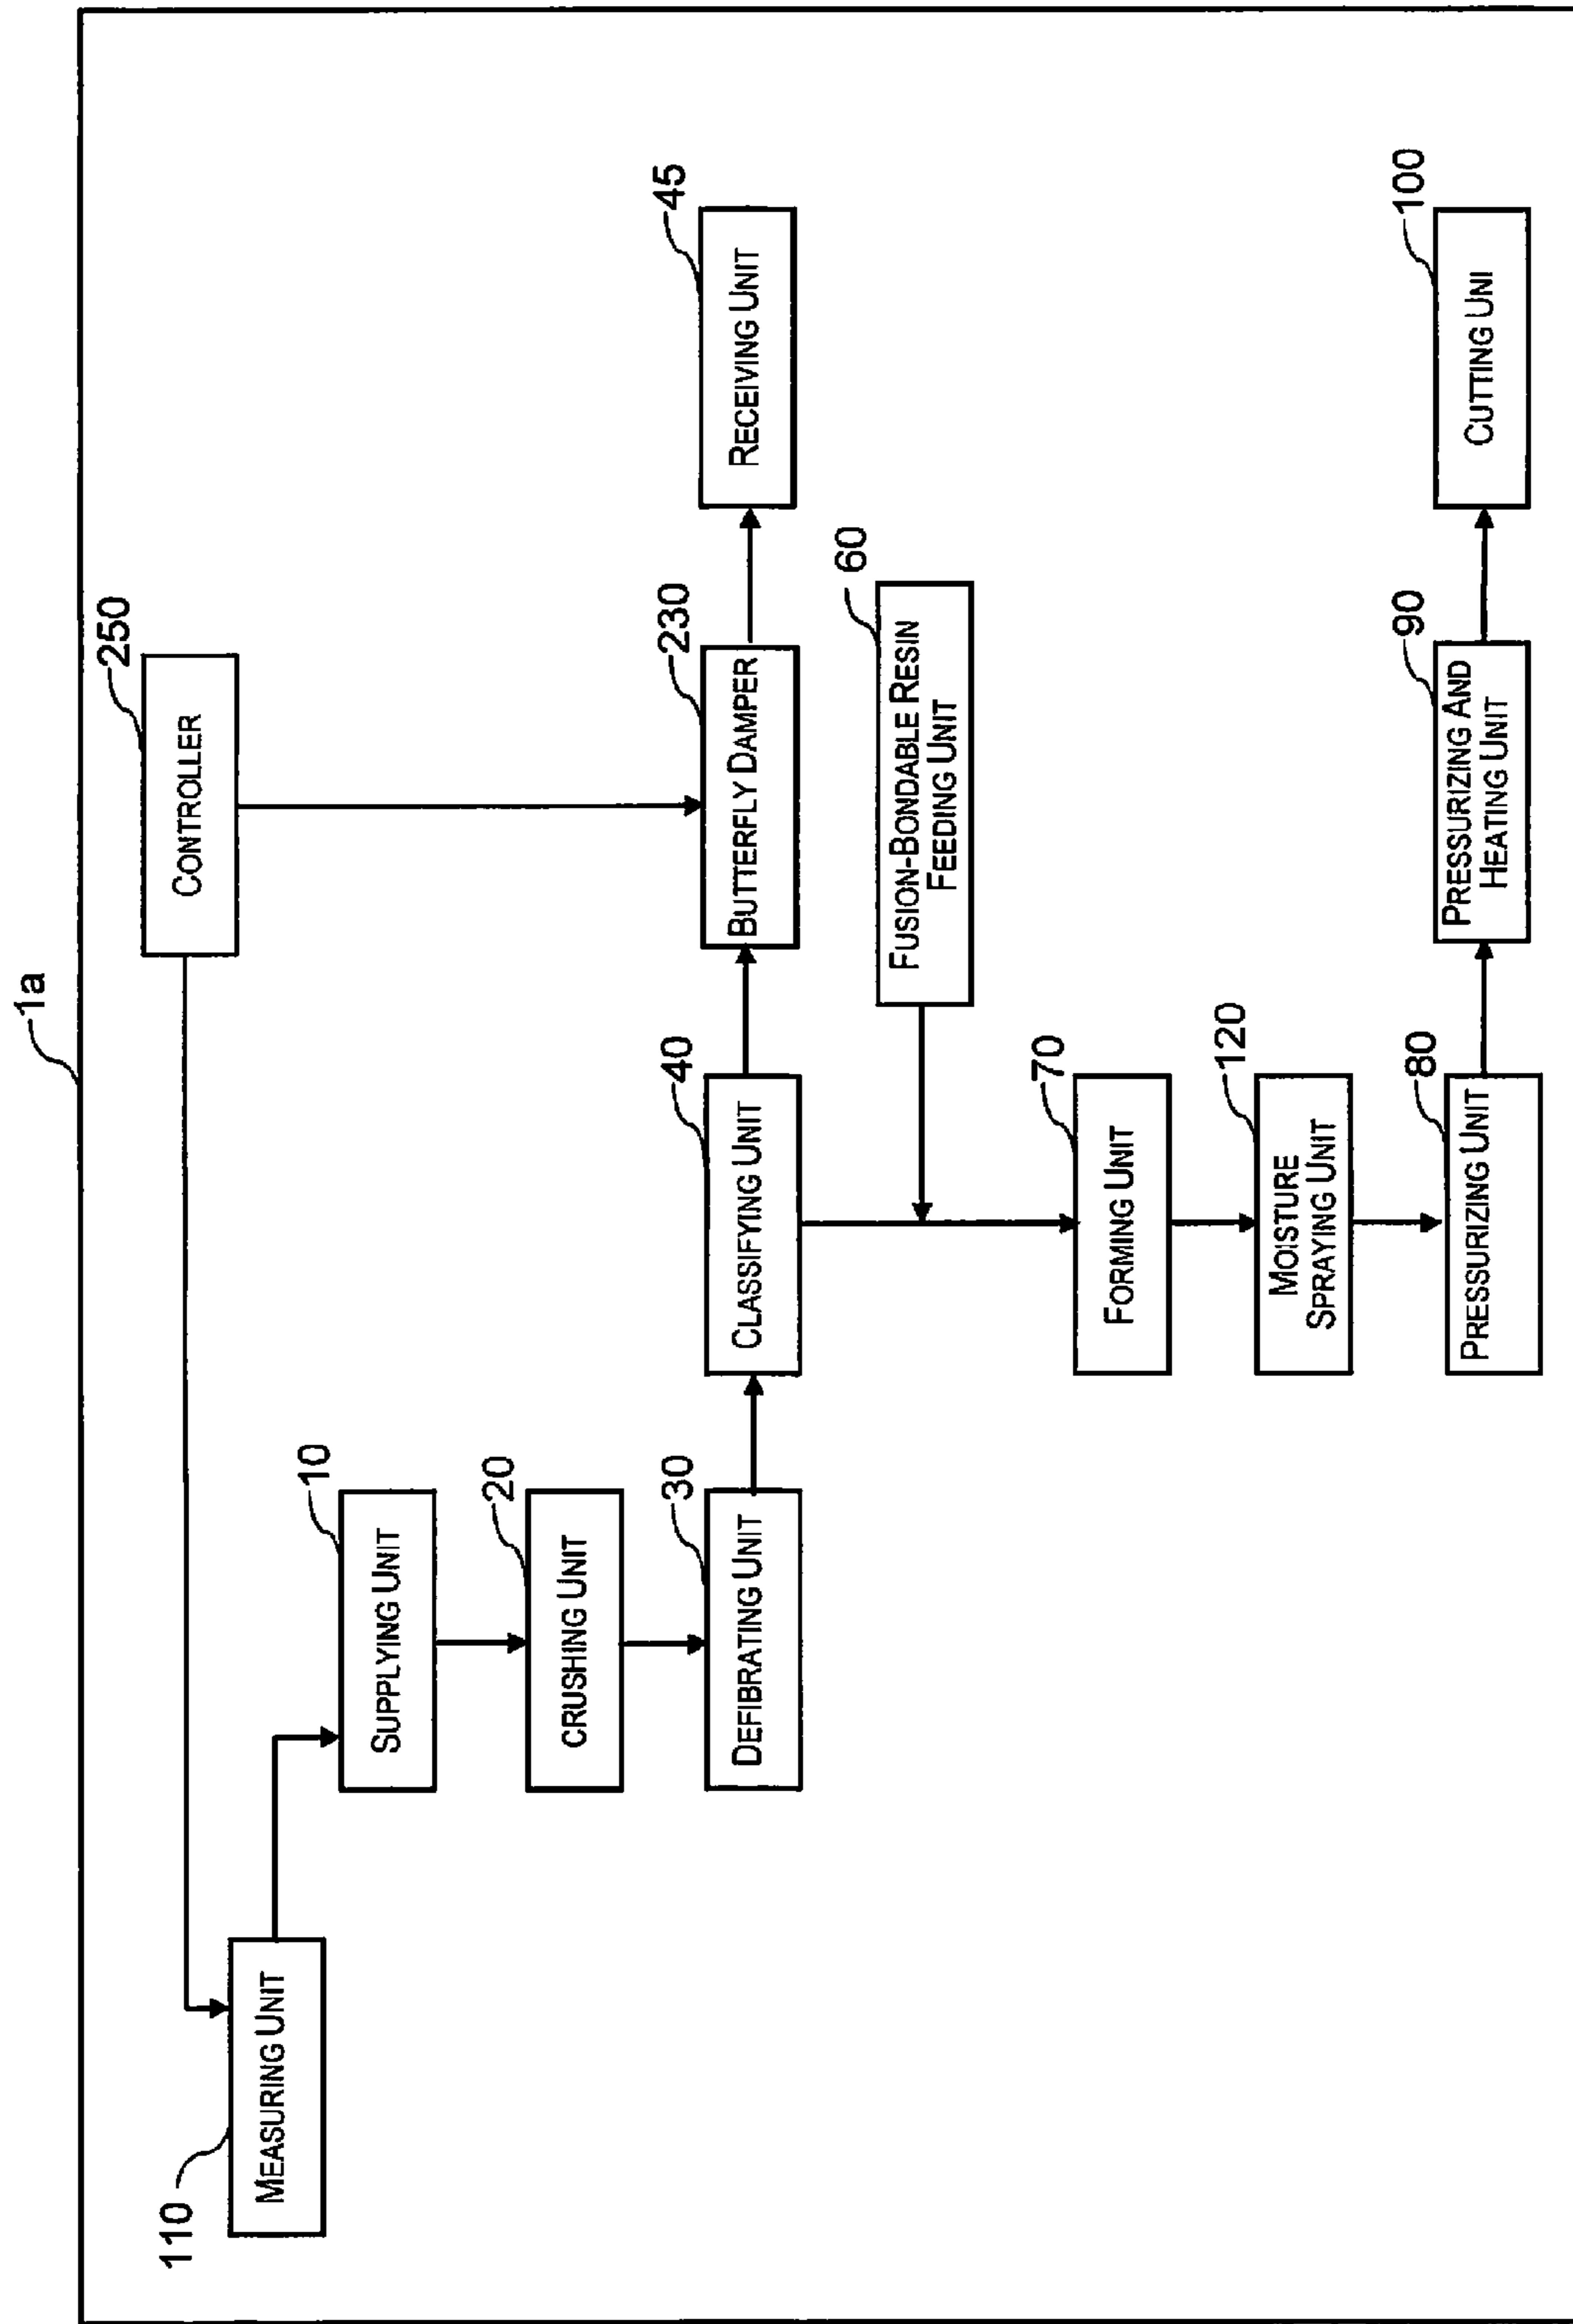 1a
250
CONTROLLER
110
MEASURING UNIT
10
SUPPLYING UNIT
20
CRUSHING UNIT
30
DEFIBRATING UNIT
40
CLASSIFYING UNIT
230
BUTTERFLY DAMPER
45
RECEIVING UNIT
60
FUSION-BONDABLE RESIN
FEEDING UNIT
70
FORMING UNIT
120
MOISTURE
SPRAYING UNIT
80
PRESSURIZING UNIT
90
PRESSURIZING AND
HEATING UNIT
100
CUTTING UNI